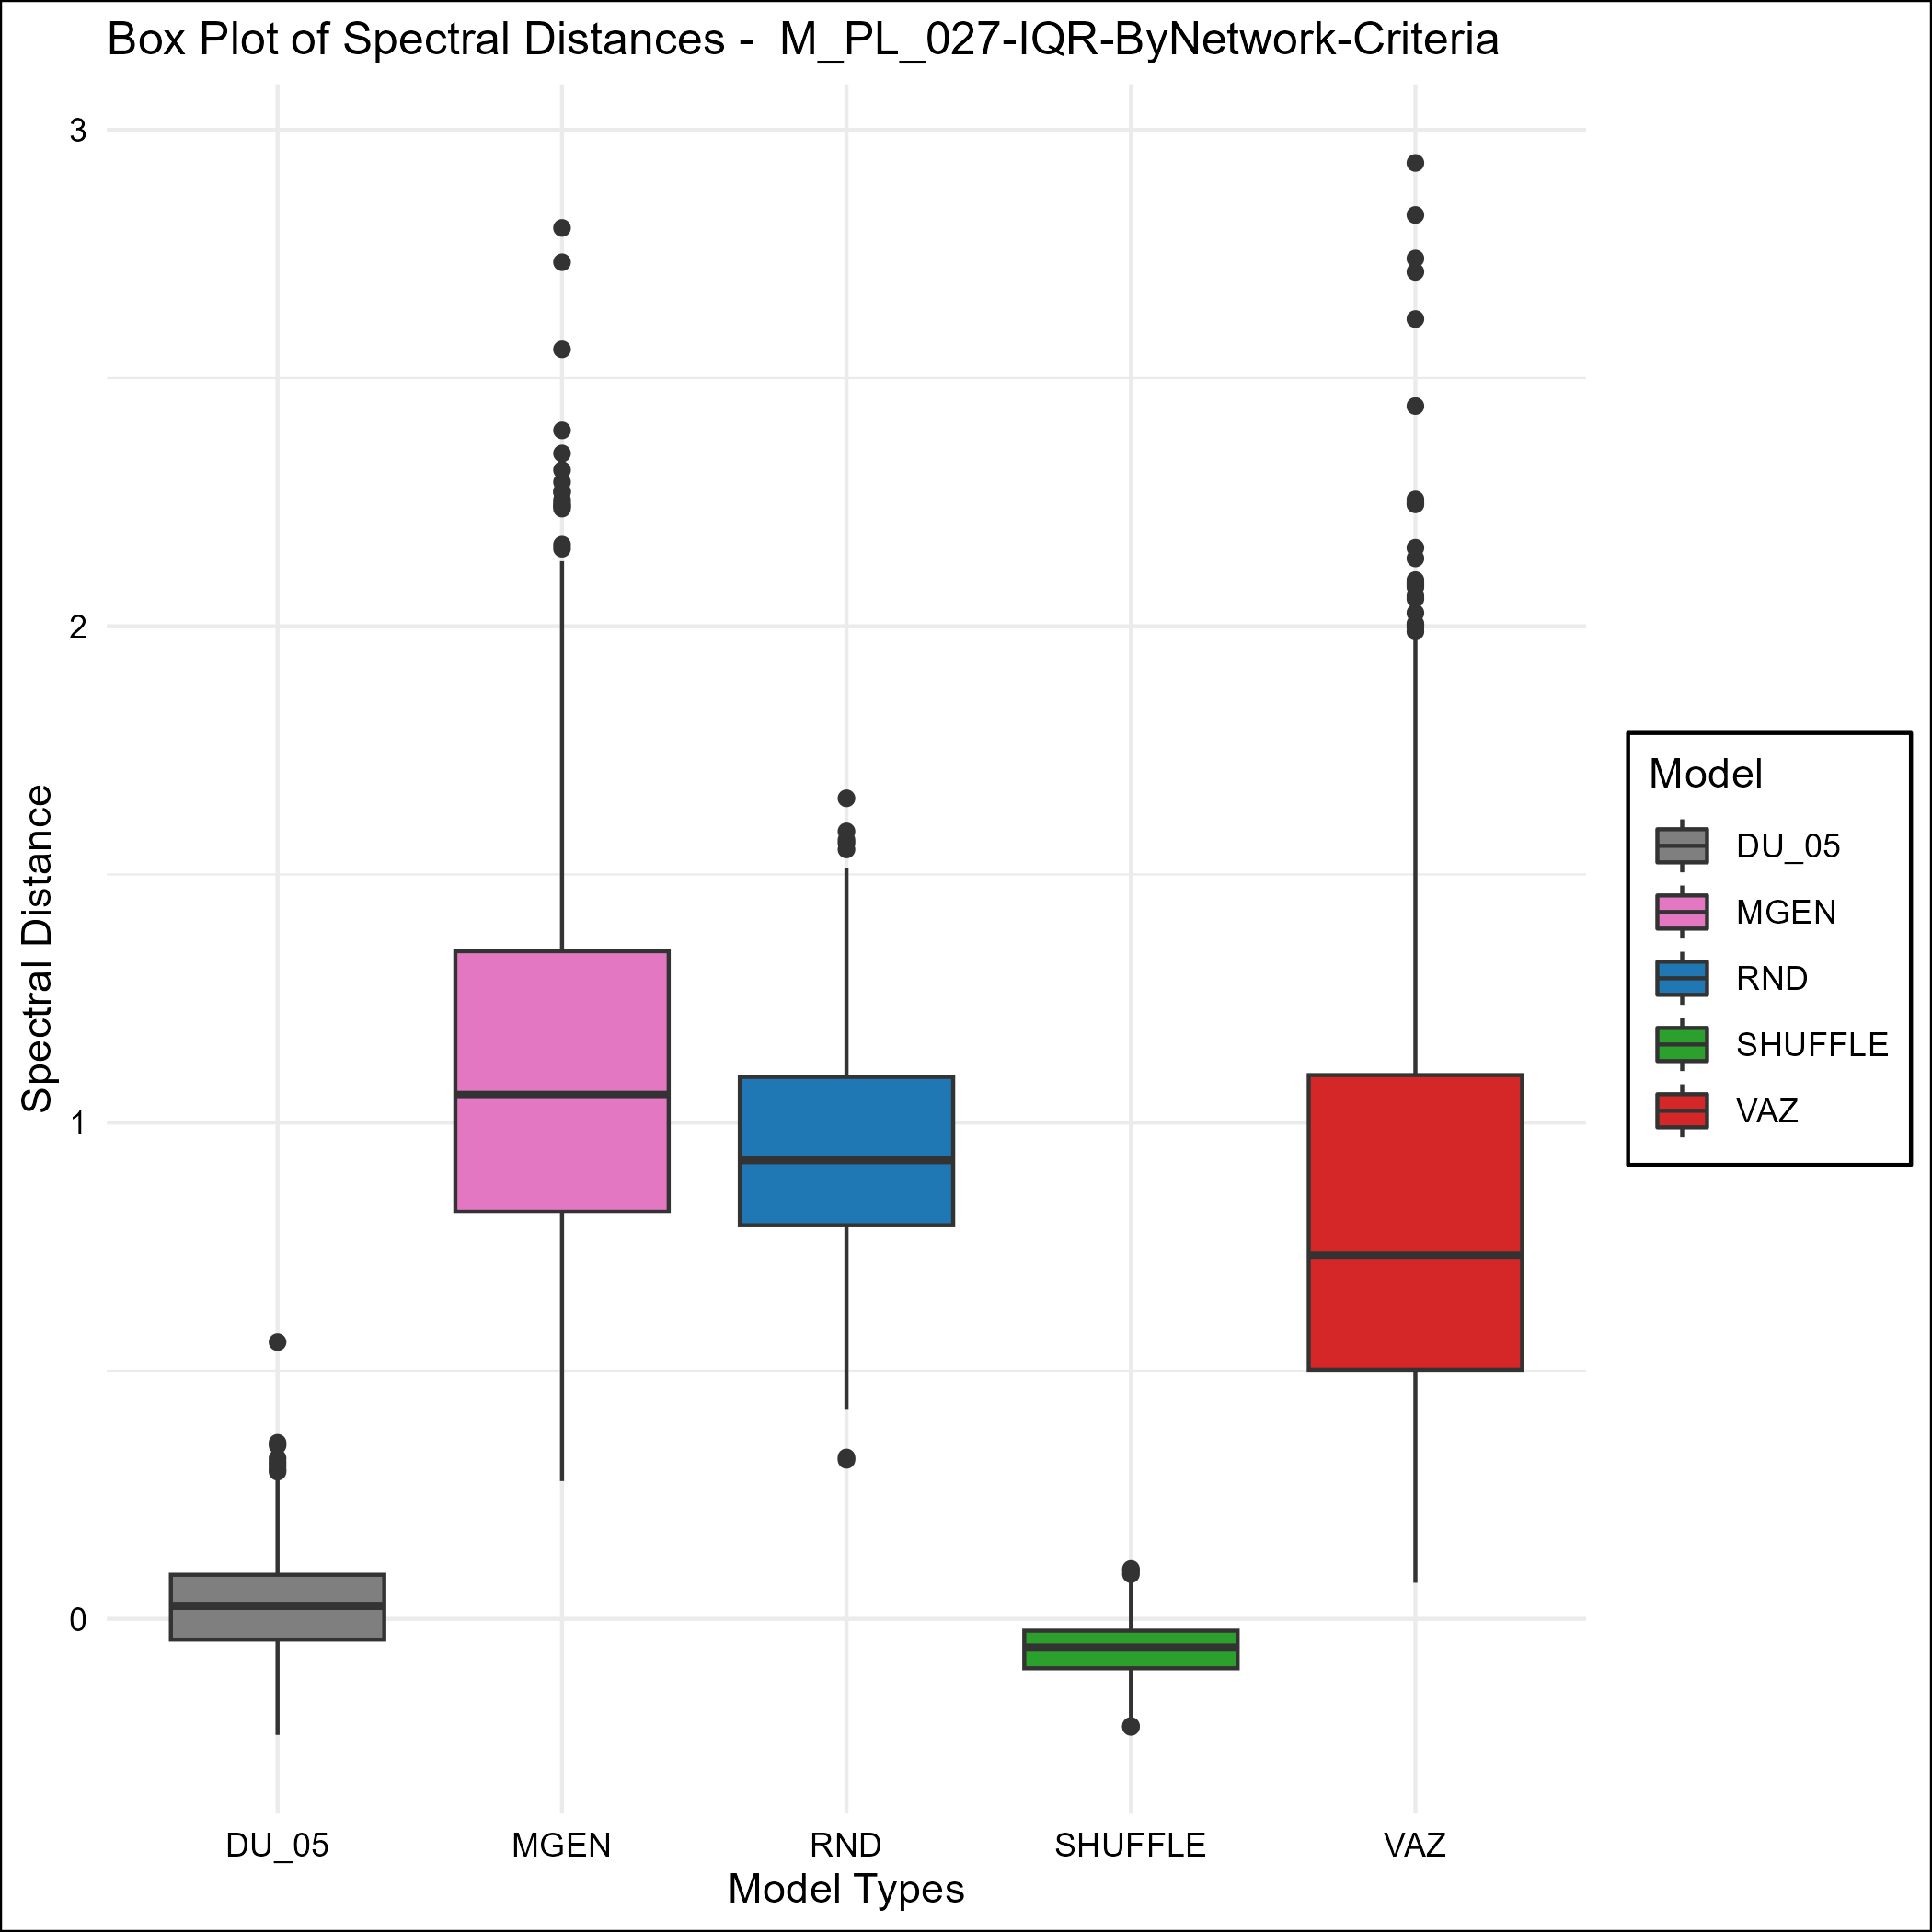 Box Plot of Spectral Distances -  M_PL_027-IQR-ByNetwork-Criteria
3
2
1
0
Spectral Distance
DU_05
MGEN
RND
SHUFFLE
VAZ
Model Types
Model
DU_05
MGEN
RND
SHUFFLE
VAZ